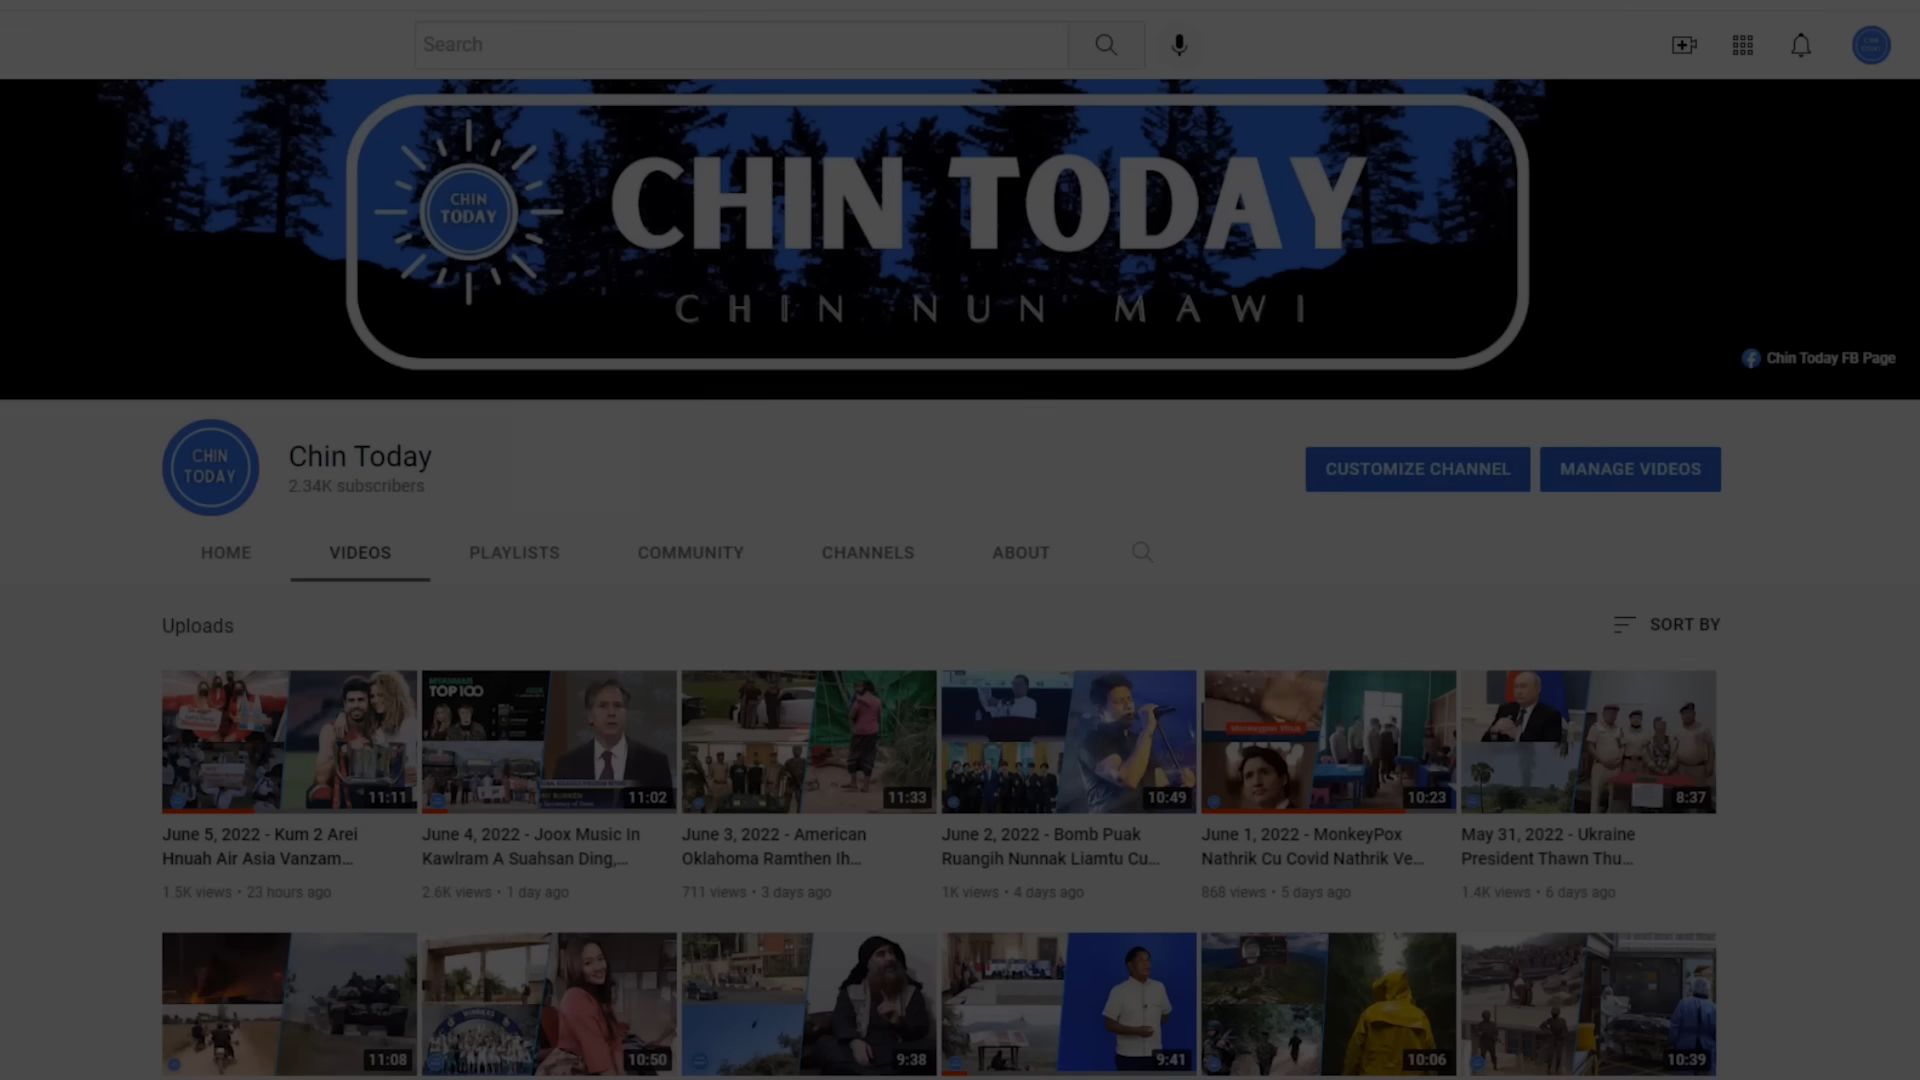 Search
CHIN
TODAY
CHIN TODAY
CHIN NUN MAWI
Chin Today FB Page
CHIN
TODAY
Chin Today
2.34K subscribers
CUSTOMIZE CHANNEL
MANAGE VIDEOS
HOME
VIDEOS
PLAYLISTS
COMMUNITY
CHANNELS
ABOUT
Uploads
SORT BY
11:11
TOP 100
11:02
11:33
10:49
Monkeypox Virus
10:23
8:37
June 5, 2022 - Kum 2 Arei
Hnuah Air Asia Vanzam...
1.5K views • 23 hours ago
June 4, 2022 - Joox Music In
Kawlram A Suahsan Ding,...
2.6K views • 1 day ago
June 3, 2022 - American
Oklahoma Ramthen Ih...
711 views • 3 days ago
June 2, 2022 - Bomb Puak
Ruangih Nunnak Liamtu Cu...
1K views • 4 days ago
June 1, 2022 - MonkeyPox
Nathrik Cu Covid Nathrik Ve...
868 views • 5 days ago
May 31, 2022 - Ukraine
President Thawn Thu...
1.4K views • 6 days ago
11:08
WINNERS
10:50
9:38
9:41
10:06
10:39